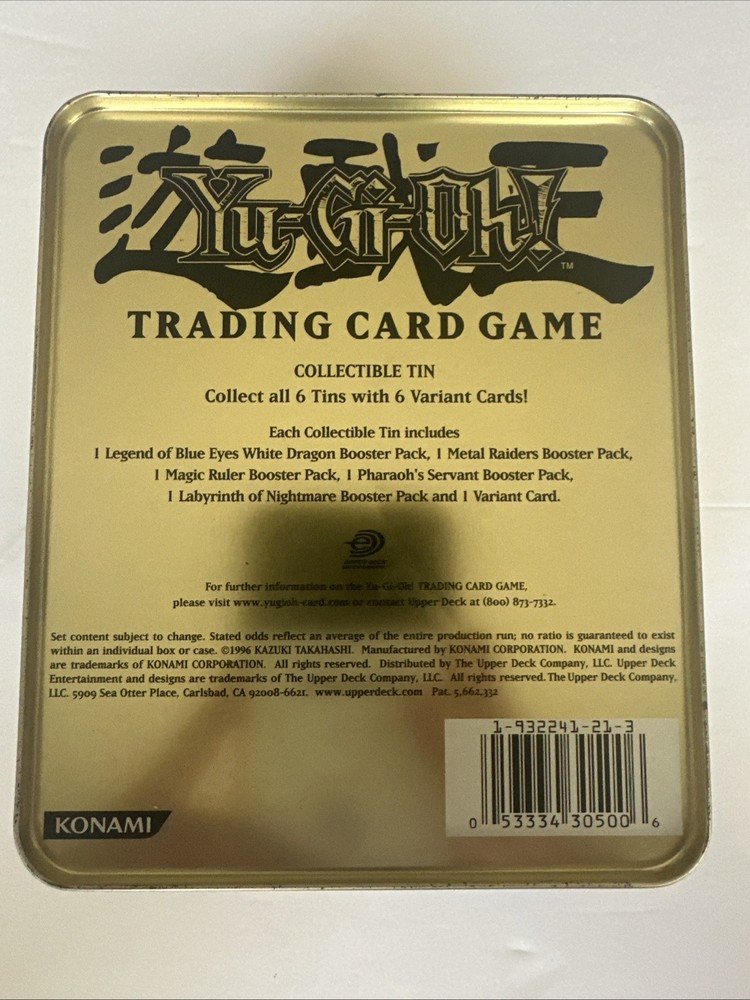 遊戯王
Yu-Gi-Oh!
TM
TRADING CARD GAME
COLLECTIBLE TIN
Collect all 6 Tins with 6 Variant Cards!
Each Collectible Tin includes
1 Legend of Blue Eyes White Dragon Booster Pack, 1 Metal Raiders Booster Pack,
1 Magic Ruler Booster Pack, 1 Pharaoh's Servant Booster Pack,
1 Labyrinth of Nightmare Booster Pack and 1 Variant Card.
For further information on the Yu-Gi-Oh! TRADING CARD GAME,
please visit www.yugioh-card.com or contact Upper Deck at (800) 873-7332.
Set content subject to change. Stated odds reflect an average of the entire production run; no ratio is guaranteed to exist
within an individual box or case. ©1996 KAZUKI TAKAHASHI. Manufactured by KONAMI CORPORATION. KONAMI and designs
are trademarks of KONAMI CORPORATION. All rights reserved. Distributed by The Upper Deck Company, LLC. Upper Deck
Entertainment and designs are trademarks of The Upper Deck Company, LLC. All rights reserved. The Upper Deck Company,
LLC. 5909 Sea Otter Place, Carlsbad, CA 92008-6621. www.upperdeck.com Pat. 5,662,332
1-932241-21-3
0 53334 30500 6
KONAMI